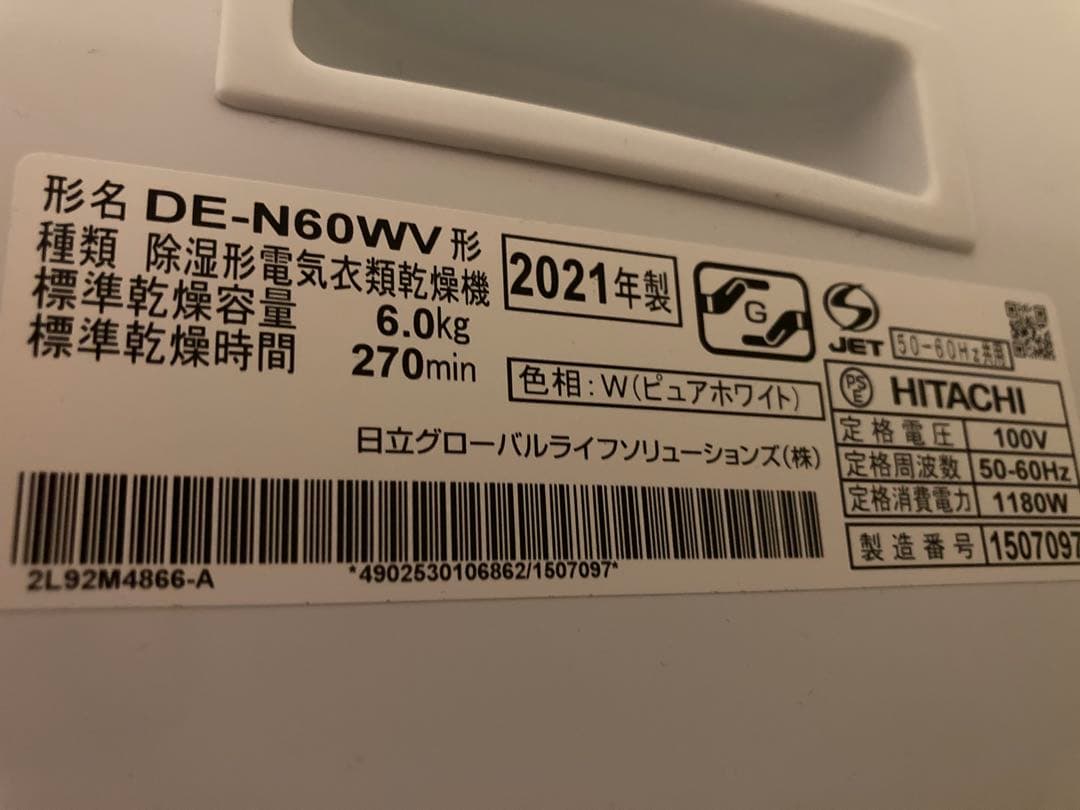 形名 DE-N60WV形
種類 除湿形電気衣類乾燥機
標準乾燥容量 6.0kg
標準乾燥時間 270min
2021年製
G
JET
50-60Hz共用
色相:W(ピュアホワイト)
日立グローバルライフソリューションズ(株)
PSE HITACHI
定格電圧 100V
定格周波数 50-60Hz
定格消費電力 1180W
製造番号 1507097
2L92M4866-A
*4902530106862/1507097*